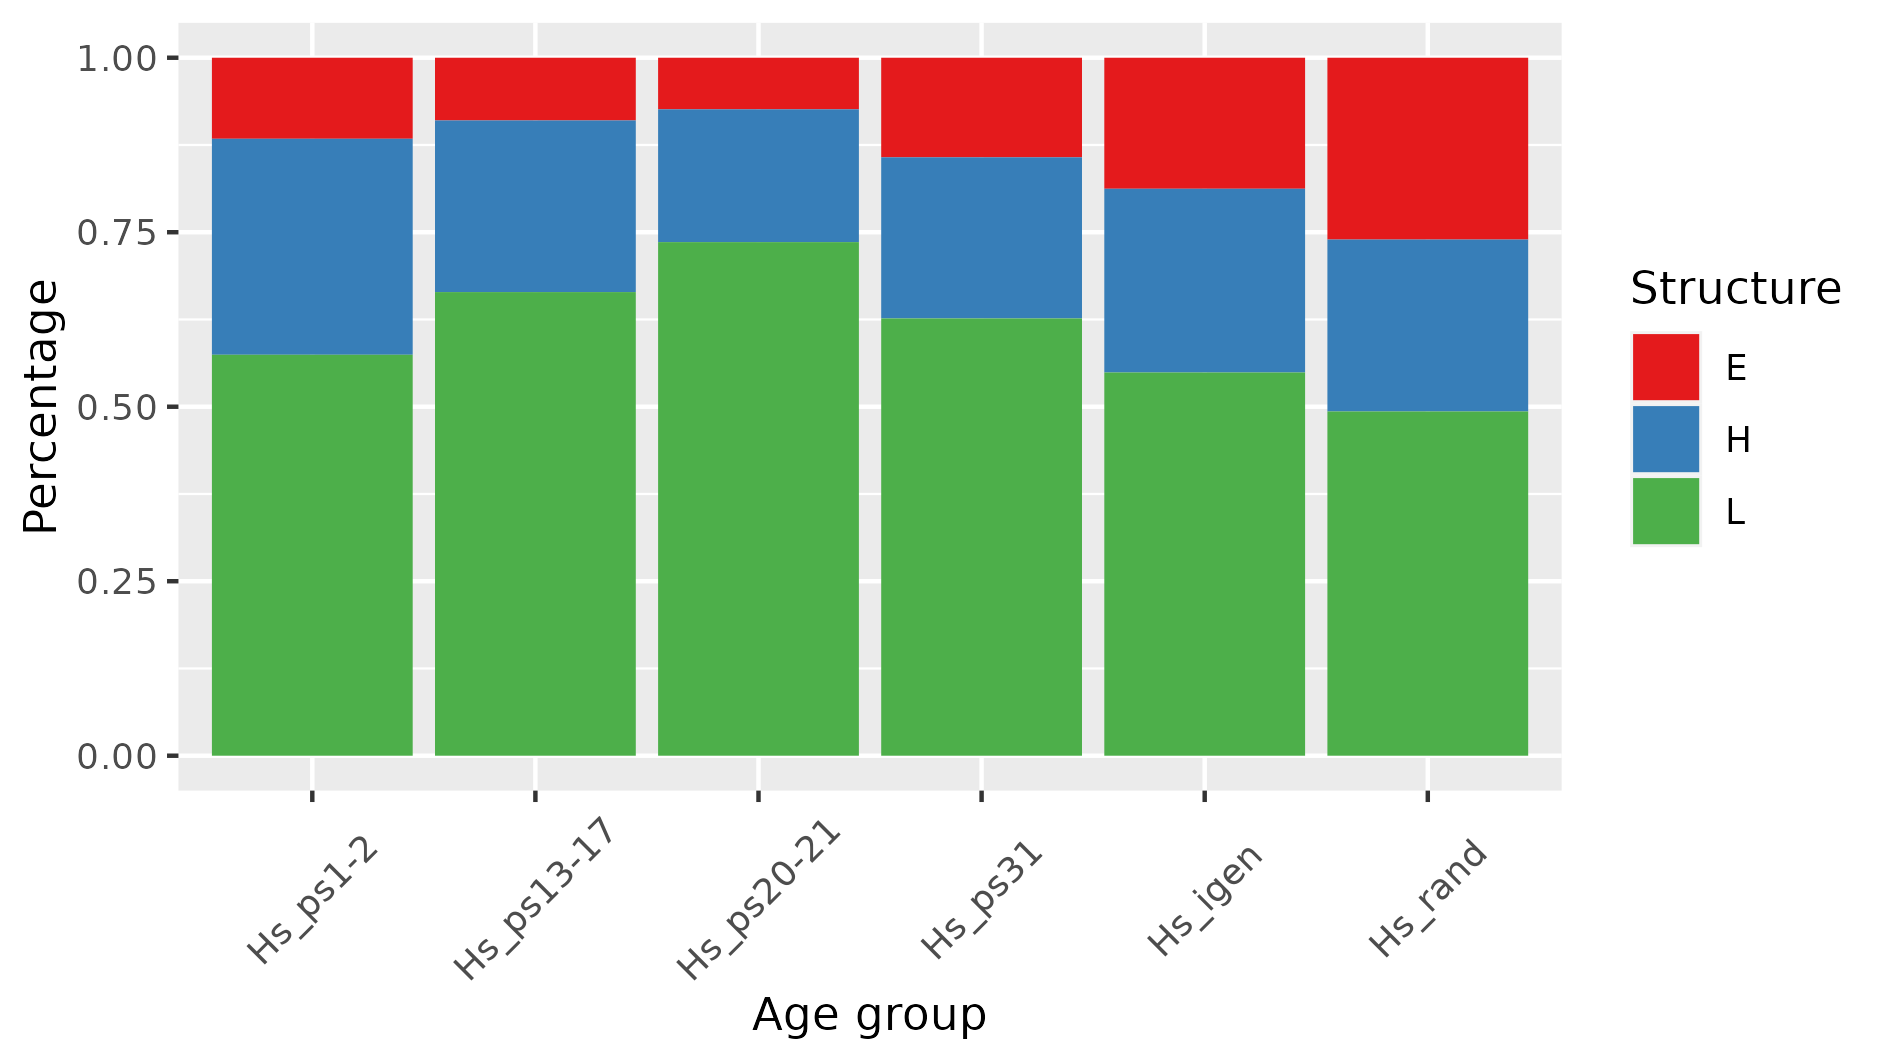 Percentage
1.00
0.75
0.50
0.25
0.00
Hs_ps1-2
Hs_ps13-17
Hs_ps20-21
Hs_ps31
Hs_igen
Hs_rand
Age group
Structure
E
H
L